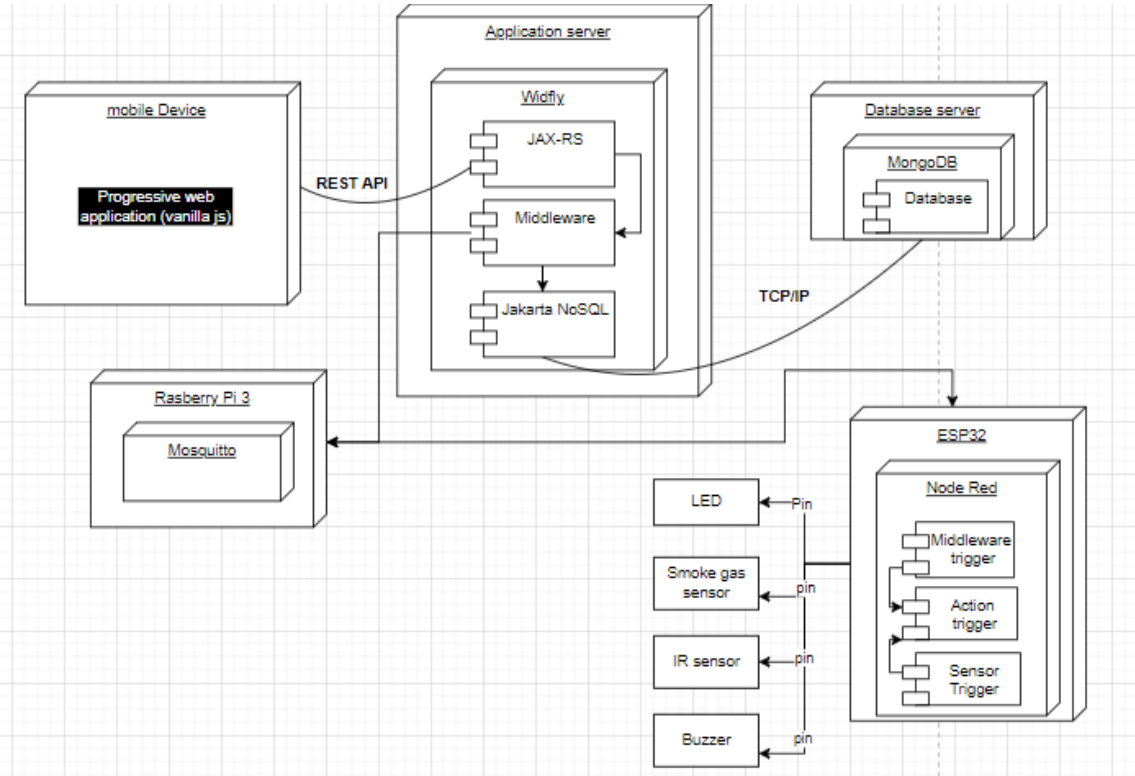 Application server
Widfly
JAX-RS
Middleware
Jakarta NoSQL
mobile Device
Progressive web
application (vanilla js)
REST API
Database server
MongoDB
Database
TCP/IP
Rasberry Pi 3
Mosquitto
ESP32
Node Red
Middleware
trigger
Action
trigger
Sensor
Trigger
LED
Pin
Smoke gas
sensor
pin
IR sensor
pin
Buzzer
pin